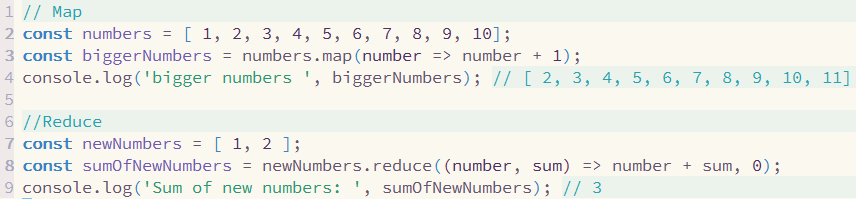 1 // Map
2 const numbers = [ 1, 2, 3, 4, 5, 6, 7, 8, 9, 10];
3 const biggerNumbers = numbers.map(number => number + 1);
4 console.log('bigger numbers ', biggerNumbers); // [ 2, 3, 4, 5, 6, 7, 8, 9, 10, 11]
5
6 //Reduce
7 const newNumbers = [ 1, 2 ];
8 const sumOfNewNumbers = newNumbers.reduce((number, sum) => number + sum, 0);
9 console.log('Sum of new numbers: ', sumOfNewNumbers); // 3